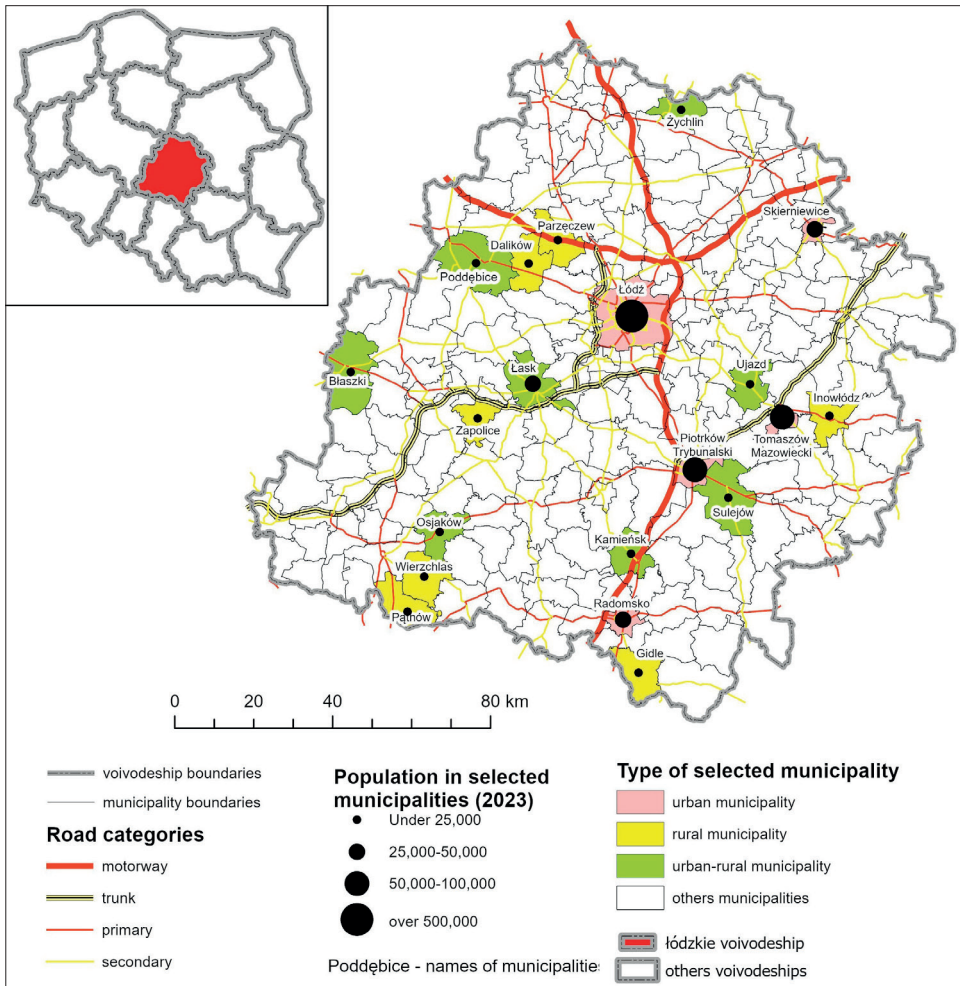 Żychlin
Skierniewice
Parzęczew
Dalików
Poddębice
Łódź
Błaszki
Łask
Ujazd
Inowłódz
Zapolice
Tomaszów
Mazowiecki
Piotrków
Trybunalski
Sulejów
Osjaków
Kamieńsk
Wierzchlas
Radomsko
Pątnów
Gidle
0 20 40 60 80 km
voivodeship boundaries
municipality boundaries
Road categories
motorway
trunk
primary
secondary
Population in selected
municipalities (2023)
Under 25,000
25,000-50,000
50,000-100,000
over 500,000
Poddębice - names of municipalities
Type of selected municipality
urban municipality
rural municipality
urban-rural municipality
others municipalities
łódzkie voivodeship
others voivodeships